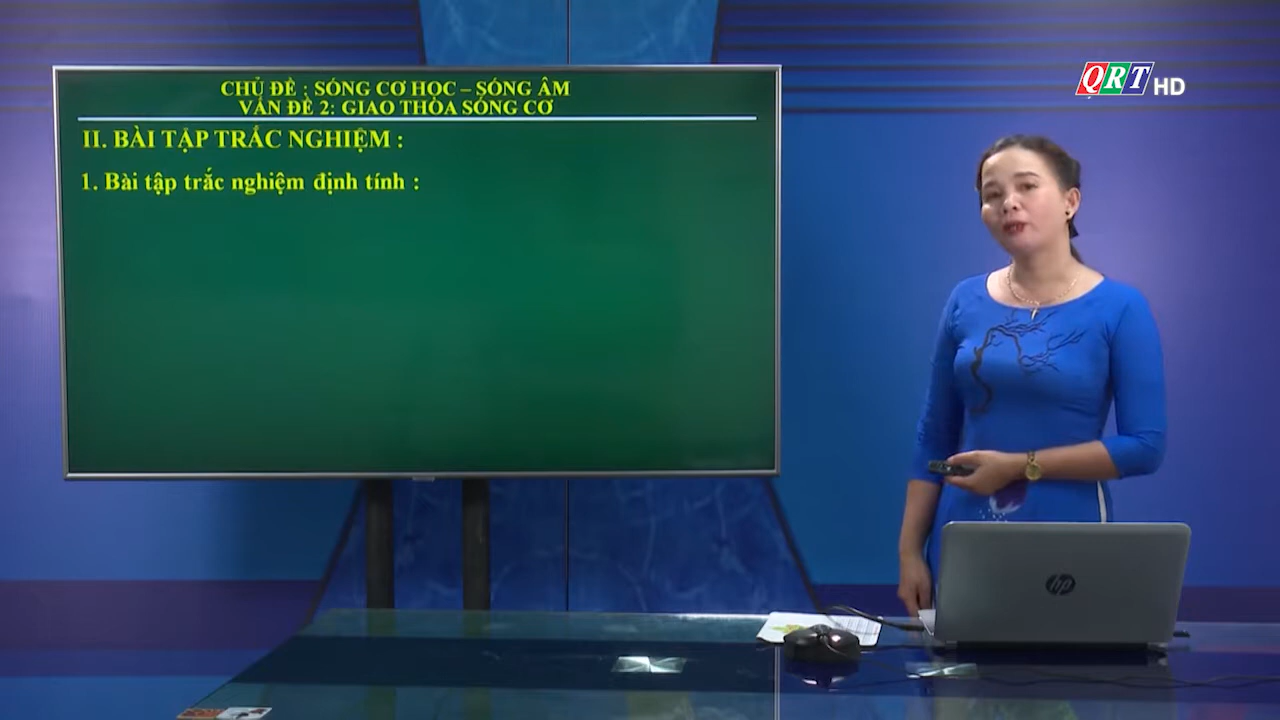 CHỦ ĐỀ : SÓNG CƠ HỌC – SÓNG ÂM
VẤN ĐỀ 2: GIAO THOA SÓNG CƠ
II. BÀI TẬP TRẮC NGHIỆM :
1. Bài tập trắc nghiệm định tính :
QRT HD
hp